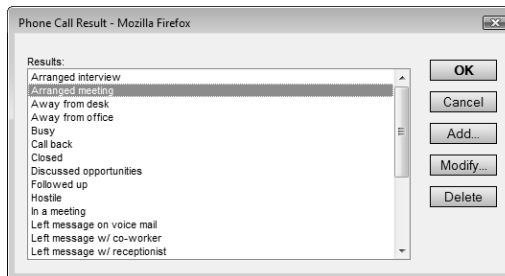 Phone Call Result - Mozilla Firefox
Results:
Arranged interview
Arranged meeting
Away from desk
Away from office
Busy
Call back
Closed
Discussed opportunities
Followed up
Hostile
In a meeting
Left message on voice mail
Left message w/ co-worker
Left message w/ receptionist
OK
Cancel
Add...
Modify...
Delete